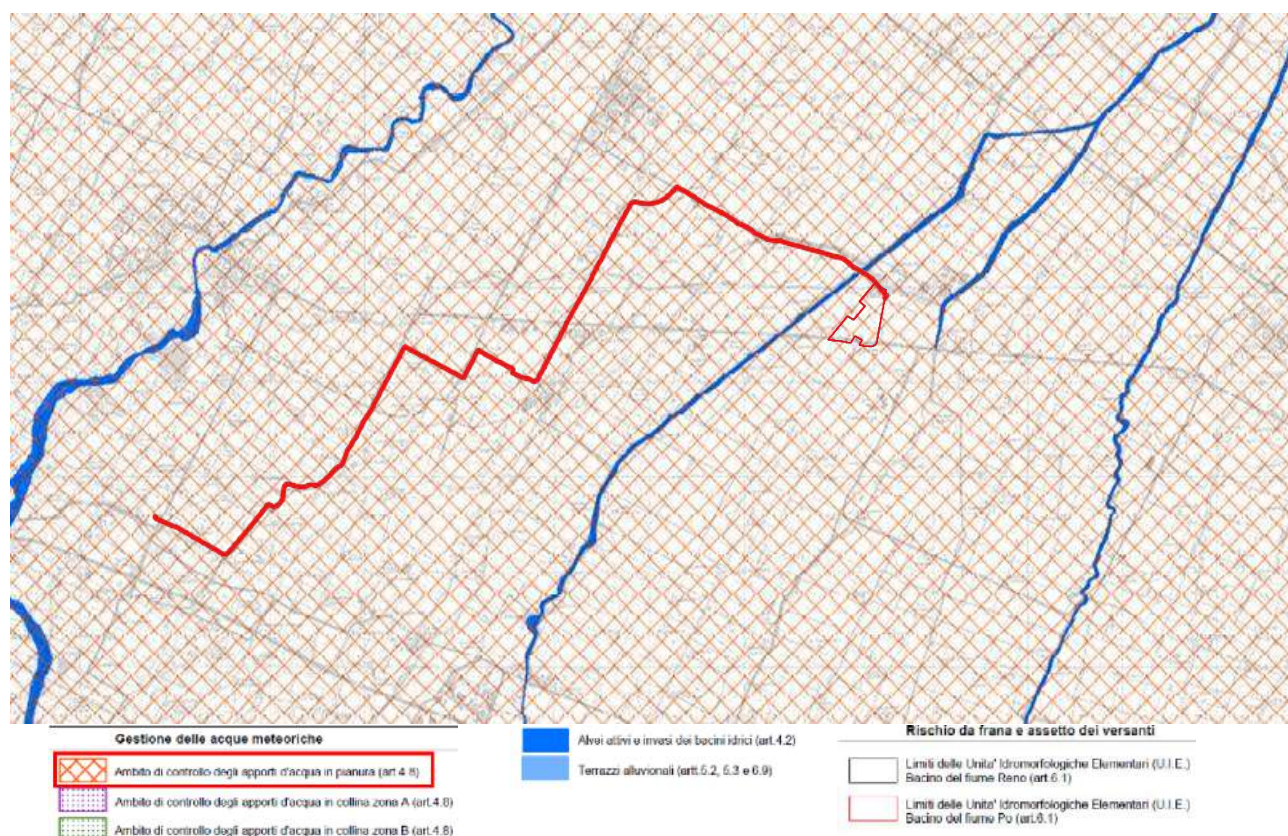 Gestione delle acque meteoriche
Ambito di controllo degli apporti d'acqua in pianura (art.4.8)
Ambito di controllo degli apporti d'acqua in collina zona A (art.4.8)
Ambito di controllo degli apporti d'acqua in collina zona B (art.4.8)
Alvei attivi e invasi dei bacini idrici (art.4.2)
Terrazzi alluvionali (artt.5.2, 5.3 e 6.9)
Rischio da frana e assetto dei versanti
Limiti delle Unita' Idromorfologiche Elementari (U.I.E.)
Bacino del fiume Reno (art.6.1)
Limiti delle Unita' Idromorfologiche Elementari (U.I.E.)
Bacino del fiume Po (art.6.1)